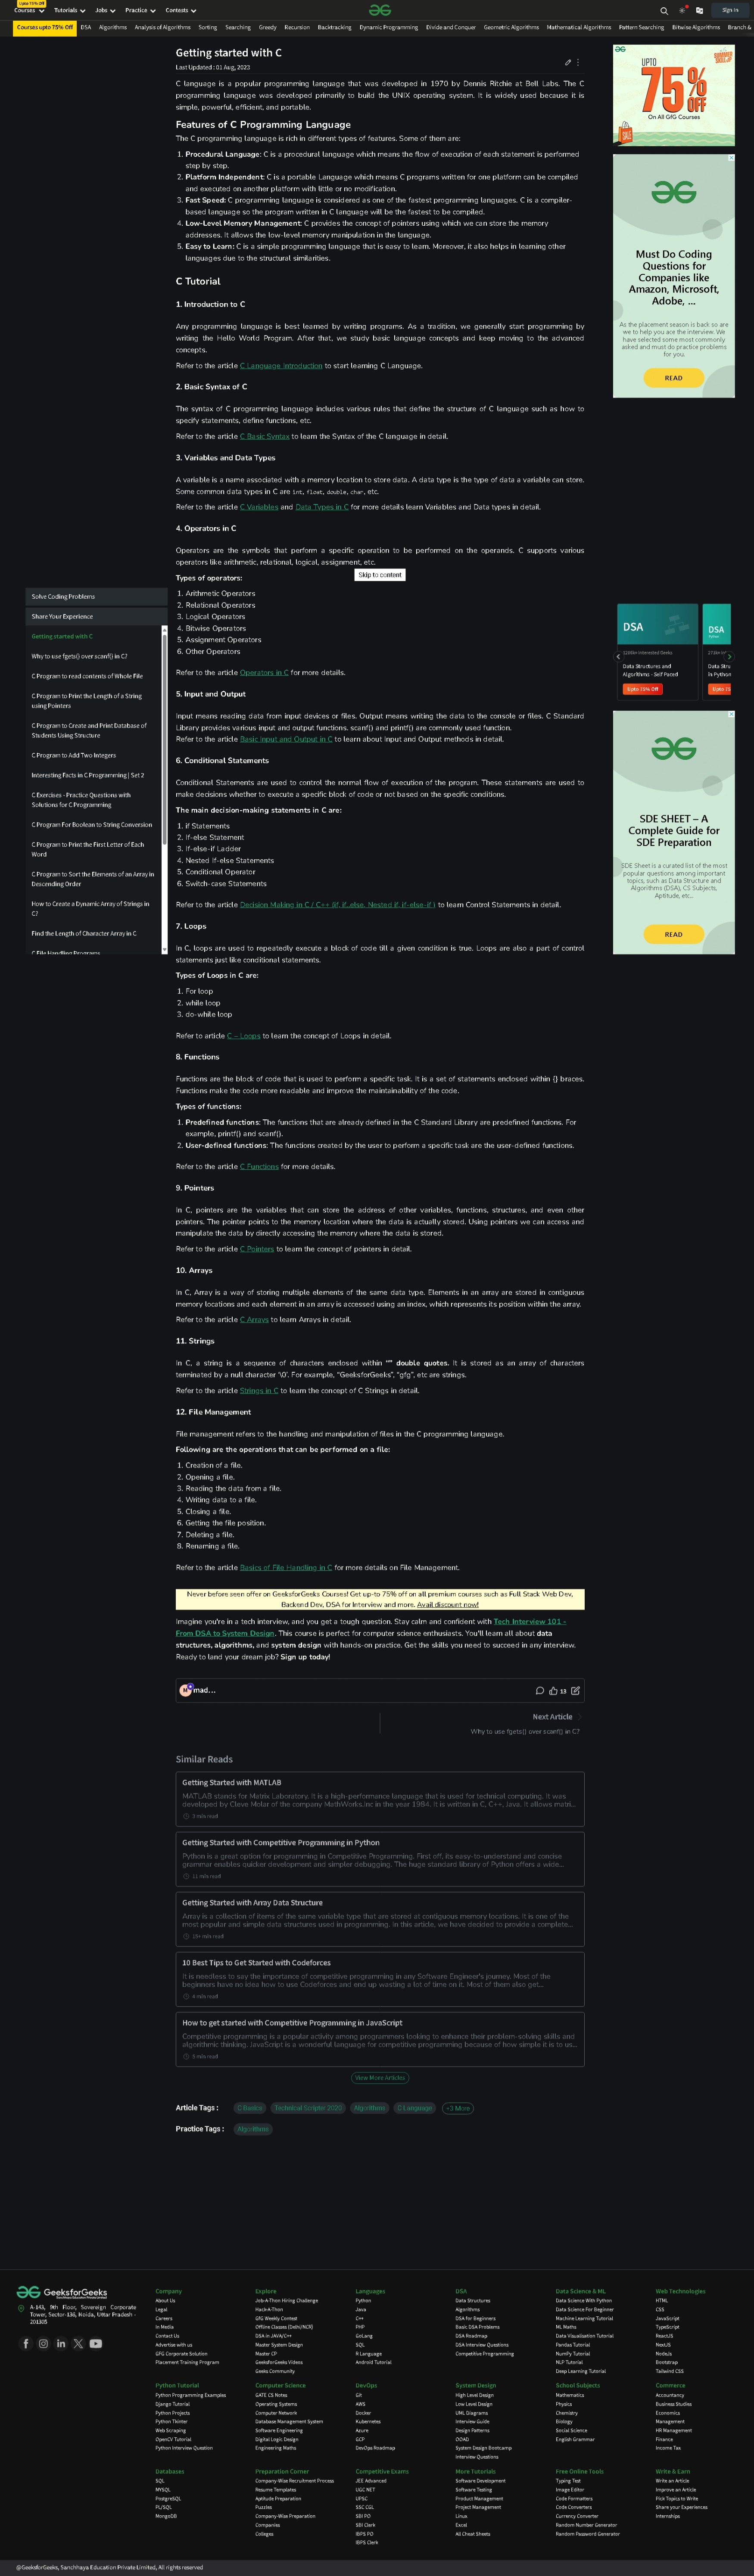 Upto 75% Off
Courses
Tutorials
Jobs
Practice
Contests
Sign In
Courses upto 75% Off
DSA
Algorithms
Analysis of Algorithms
Sorting
Searching
Greedy
Recursion
Backtracking
Dynamic Programming
Divide and Conquer
Geometric Algorithms
Mathematical Algorithms
Pattern Searching
Bitwise Algorithms
Branch &
Getting started with C
Last Updated : 01 Aug, 2023
C language is a popular programming language that was developed in 1970 by Dennis Ritchie at Bell Labs. The C
programming language was developed primarily to build the UNIX operating system. It is widely used because it is
simple, powerful, efficient, and portable.
Features of C Programming Language
The C programming language is rich in different types of features. Some of them are:
1. Procedural Language: C is a procedural language which means the flow of execution of each statement is performed
step by step.
2. Platform Independent: C is a portable Language which means C programs written for one platform can be compiled
and executed on another platform with little or no modification.
3. Fast Speed: C programming language is considered as one of the fastest programming languages. C is a compiler-
based language so the program written in C language will be the fastest to be compiled.
4. Low-Level Memory Management: C provides the concept of pointers using which we can store the memory
addresses. It allows the low-level memory manipulation in the language.
5. Easy to Learn: C is a simple programming language that is easy to learn. Moreover, it also helps in learning other
languages due to the structural similarities.
C Tutorial
1. Introduction to C
Any programming language is best learned by writing programs. As a tradition, we generally start programming by
writing the Hello World Program. After that, we study basic language concepts and keep moving to the advanced
concepts.
Refer to the article C Language Introduction to start learning C Language.
2. Basic Syntax of C
The syntax of C programming language includes various rules that define the structure of C language such as how to
specify statements, define functions, etc.
Refer to the article C Basic Syntax to learn the Syntax of the C language in detail.
3. Variables and Data Types
A variable is a name associated with a memory location to store data. A data type is the type of data a variable can store.
Some common data types in C are int, float, double, char, etc.
Refer to the article C Variables and Data Types in C for more details learn Variables and Data types in detail.
4. Operators in C
Operators are the symbols that perform a specific operation to be performed on the operands. C supports various
operators like arithmetic, relational, logical, assignment, etc.
Skip to content
Types of operators:
1. Arithmetic Operators
2. Relational Operators
3. Logical Operators
4. Bitwise Operators
5. Assignment Operators
6. Other Operators
Refer to the article Operators in C for more details.
5. Input and Output
Input means reading data from input devices or files. Output means writing the data to the console or files. C Standard
Library provides various input and output functions. scanf() and printf() are commonly used function.
Refer to the article Basic Input and Output in C to learn about Input and Output methods in detail.
6. Conditional Statements
Conditional Statements are used to control the normal flow of execution of the program. These statements are used to
make decisions whether to execute a specific block of code or not based on the specific conditions.
The main decision-making statements in C are:
1. if Statements
2. If-else Statement
3. If-else-if Ladder
4. Nested If-else Statements
5. Conditional Operator
6. Switch-case Statements
Refer to the article Decision Making in C / C++ (if, if..else, Nested if, if-else-if ) to learn Control Statements in detail.
7. Loops
In C, loops are used to repeatedly execute a block of code till a given condition is true. Loops are also a part of control
statements just like conditional statements.
Types of Loops in C are:
1. For loop
2. while loop
3. do-while loop
Refer to article C – Loops to learn the concept of Loops in detail.
8. Functions
Functions are the block of code that is used to perform a specific task. It is a set of statements enclosed within {} braces.
Functions make the code more readable and improve the maintainability of the code.
Types of functions:
1. Predefined functions: The functions that are already defined in the C Standard Library are predefined functions. For
example, printf() and scanf().
2. User-defined functions: The functions created by the user to perform a specific task are the user-defined functions.
Refer to the article C Functions for more details.
9. Pointers
In C, pointers are the variables that can store the address of other variables, functions, structures, and even other
pointers. The pointer points to the memory location where the data is actually stored. Using pointers we can access and
manipulate the data by directly accessing the memory where the data is stored.
Refer to the article C Pointers to learn the concept of pointers in detail.
10. Arrays
In C, Array is a way of storing multiple elements of the same data type. Elements in an array are stored in contiguous
memory locations and each element in an array is accessed using an index, which represents its position within the array.
Refer to the article C Arrays to learn Arrays in detail.
11. Strings
In C, a string is a sequence of characters enclosed within “” double quotes. It is stored as an array of characters
terminated by a null character ‘\0’. For example, “GeeksforGeeks”, “gfg”, etc are strings.
Refer to the article Strings in C to learn the concept of C Strings in detail.
12. File Management
File management refers to the handling and manipulation of files in the C programming language.
Following are the operations that can be performed on a file:
1. Creation of a file.
2. Opening a file.
3. Reading the data from a file.
4. Writing data to a file.
5. Closing a file.
6. Getting the file position.
7. Deleting a file.
8. Renaming a file.
Refer to the article Basics of File Handling in C for more details on File Management.
Never before seen offer on GeeksforGeeks Courses! Get up-to 75% off on all premium courses such as Full Stack Web Dev,
Backend Dev, DSA for Interview and more. Avail discount now!
Imagine you're in a tech interview, and you get a tough question. Stay calm and confident with Tech Interview 101 -
From DSA to System Design. This course is perfect for computer science enthusiasts. You'll learn all about data
structures, algorithms, and system design with hands-on practice. Get the skills you need to succeed in any interview.
Ready to land your dream job? Sign up today!
M
mad...
13
Next Article
Why to use fgets() over scanf() in C?
Similar Reads
Getting Started with MATLAB
MATLAB stands for Matrix Laboratory. It is a high-performance language that is used for technical computing. It was
developed by Cleve Molar of the company MathWorks.Inc in the year 1984. It is written in C, C++, Java. It allows matri...
3 min read
Getting Started with Competitive Programming in Python
Python is a great option for programming in Competitive Programming. First off, its easy-to-understand and concise
grammar enables quicker development and simpler debugging. The huge standard library of Python offers a wide...
11 min read
Getting Started with Array Data Structure
Array is a collection of items of the same variable type that are stored at contiguous memory locations. It is one of the
most popular and simple data structures used in programming. In this article, we have decided to provide a complete...
15+ min read
10 Best Tips to Get Started with Codeforces
It is needless to say the importance of competitive programming in any Software Engineer's journey. Most of the
beginners have no idea how to use Codeforces and end up wasting a lot of time on it. Most of them also get...
4 min read
How to get started with Competitive Programming in JavaScript
Competitive programming is a popular activity among programmers looking to enhance their problem-solving skills and
algorithmic thinking. JavaScript is a wonderful language for competitive programming because of how simple it is to us...
9 min read
View More Articles
Article Tags :
C Basics
Technical Scripter 2020
Algorithms
C Language
+3 More
Practice Tags :
Algorithms
Solve Coding Problems
Share Your Experience
Getting started with C
Why to use fgets() over scanf() in C?
C Program to read contents of Whole File
C Program to Print the Length of a String
using Pointers
C Program to Create and Print Database of
Students Using Structure
C Program to Add Two Integers
Interesting Facts in C Programming | Set 2
C Exercises - Practice Questions with
Solutions for C Programming
C Program For Boolean to String Conversion
C Program to Print the First Letter of Each
Word
C Program to Sort the Elements of an Array in
Descending Order
How to Create a Dynamic Array of Strings in
C?
Find the Length of Character Array in C
C File Handling Programs
SUMMER
SKILL UP
UPTO
75%
OFF
On All GfG Courses
Must Do Coding
Questions for
Companies like
Amazon, Microsoft,
Adobe, ...
As the placement season is back so are
we to help you ace the interview. We
have selected some most commonly
asked and must do practice problems
for you.
READ
DSA
Interested Geeks
Data Structures and
Algorithms - Self Paced
Upto 75% Off
DSA
Python
SDE SHEET – A
Complete Guide for
SDE Preparation
SDE Sheet is a curated list of the most
popular questions among important
topics, such as Data Structure and
Algorithms (DSA), CS Subjects,
Aptitude, etc..
READ
GeeksforGeeks
A-143, 9th Floor, Sovereign Corporate
Tower, Sector-136, Noida, Uttar Pradesh -
201305
Company
About Us
Legal
Careers
In Media
Contact Us
Advertise with us
GFG Corporate Solution
Placement Training Program
Explore
Job-A-Thon Hiring Challenge
Hack-A-Thon
GfG Weekly Contest
Offline Classes (Delhi/NCR)
DSA in JAVA/C++
Master System Design
Master CP
GeeksforGeeks Videos
Geeks Community
Languages
Python
Java
C++
PHP
GoLang
SQL
R Language
Android Tutorial
DSA
Data Structures
Algorithms
DSA for Beginners
Basic DSA Problems
DSA Roadmap
DSA Interview Questions
Competitive Programming
Data Science & ML
Data Science With Python
Data Science For Beginner
Machine Learning Tutorial
ML Maths
Data Visualisation Tutorial
Pandas Tutorial
NumPy Tutorial
NLP Tutorial
Deep Learning Tutorial
Web Technologies
HTML
CSS
JavaScript
TypeScript
ReactJS
NextJS
NodeJs
Bootstrap
Tailwind CSS
Python Tutorial
Python Programming Examples
Django Tutorial
Python Projects
Python Tkinter
Web Scraping
OpenCV Tutorial
Python Interview Question
Computer Science
GATE CS Notes
Operating Systems
Computer Network
Database Management System
Software Engineering
Digital Logic Design
Engineering Maths
DevOps
Git
AWS
Docker
Kubernetes
Azure
GCP
DevOps Roadmap
System Design
High Level Design
Low Level Design
UML Diagrams
Interview Guide
Design Patterns
OOAD
System Design Bootcamp
Interview Questions
School Subjects
Mathematics
Physics
Chemistry
Biology
Social Science
English Grammar
Commerce
Accountancy
Business Studies
Economics
Management
HR Management
Finance
Income Tax
Databases
SQL
MYSQL
PostgreSQL
PL/SQL
MongoDB
Preparation Corner
Company-Wise Recruitment Process
Resume Templates
Aptitude Preparation
Puzzles
Company-Wise Preparation
Companies
Colleges
Competitive Exams
JEE Advanced
UGC NET
UPSC
SSC CGL
SBI PO
SBI Clerk
IBPS PO
IBPS Clerk
More Tutorials
Software Development
Software Testing
Product Management
Project Management
Linux
Excel
All Cheat Sheets
Free Online Tools
Typing Test
Image Editor
Code Formatters
Code Converters
Currency Converter
Random Number Generator
Random Password Generator
Write & Earn
Write an Article
Improve an Article
Pick Topics to Write
Share your Experiences
Internships
@GeeksforGeeks, Sanchhaya Education Private Limited, All rights reserved